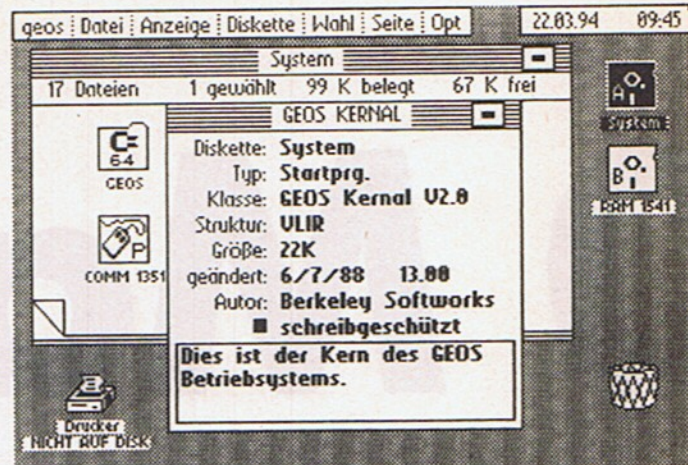 geos Datei Anzeige Diskette Wahl Seite Opt
22.03.94 09:45
System
17 Dateien 1 gewählt 99 K belegt 67 K frei
C= 64
GEOS
COMM 1351
P
GEOS KERNAL
Diskette: System
Typ: Startprg.
Klasse: GEOS Kernal V2.0
Struktur: VLIR
Größe: 22K
geändert: 6/7/88 13.00
Autor: Berkeley Softworks
schreibgeschützt
Dies ist der Kern des GEOS
Betriebsystems.
A
System
B
RAM 1541
Drucker
NICHT AUF DISK